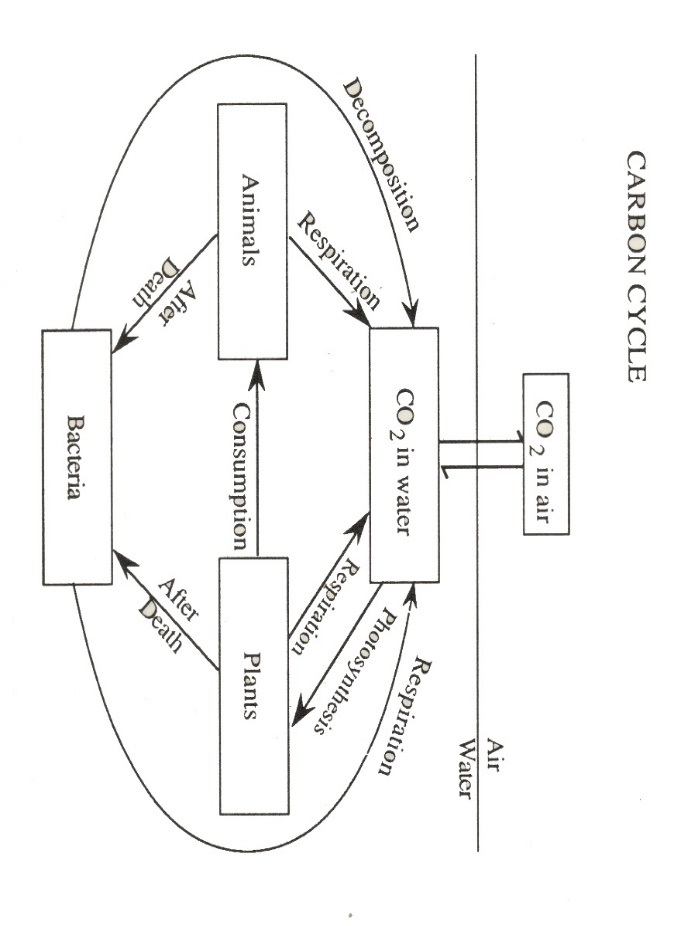 CARBON CYCLE
CO2 in air
Air
Water
CO2 in water
Decomposition
Respiration
Respiration
Photosynthesis
Respiration
Animals
Consumption
Plants
After
Death
After
Death
Bacteria